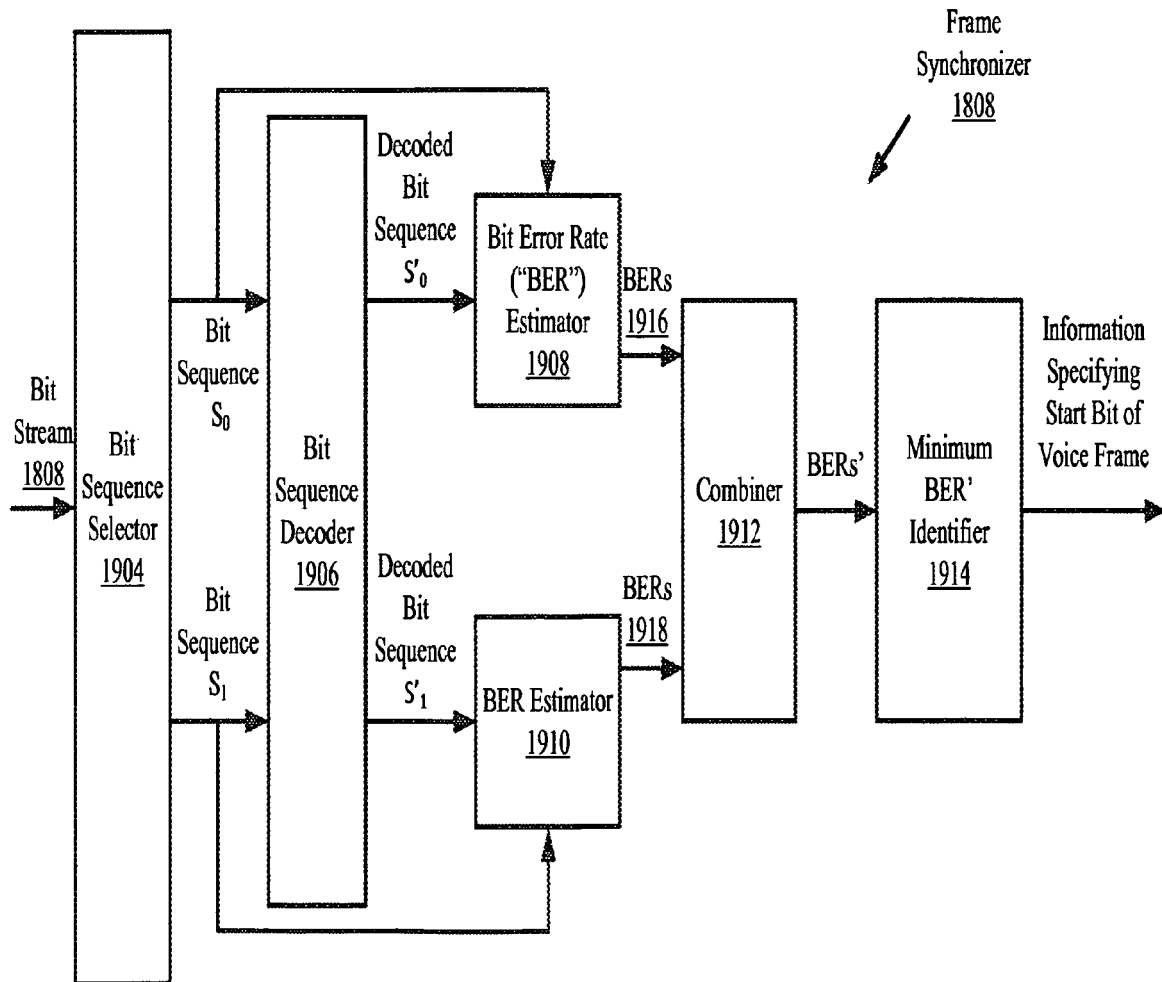 Frame
Synchronizer
1808
Bit
Stream
1808
Bit
Sequence
Selector
1904
Bit
Sequence
S0
Bit
Sequence
S1
Bit
Sequence
Decoder
1906
Decoded
Bit
Sequence
S'0
Decoded
Bit
Sequence
S'1
Bit Error Rate
(“BER”)
Estimator
1908
BER Estimator
1910
BERs
1916
BERs
1918
Combiner
1912
BERs’
Minimum
BER’
Identifier
1914
Information
Specifying
Start Bit of
Voice Frame